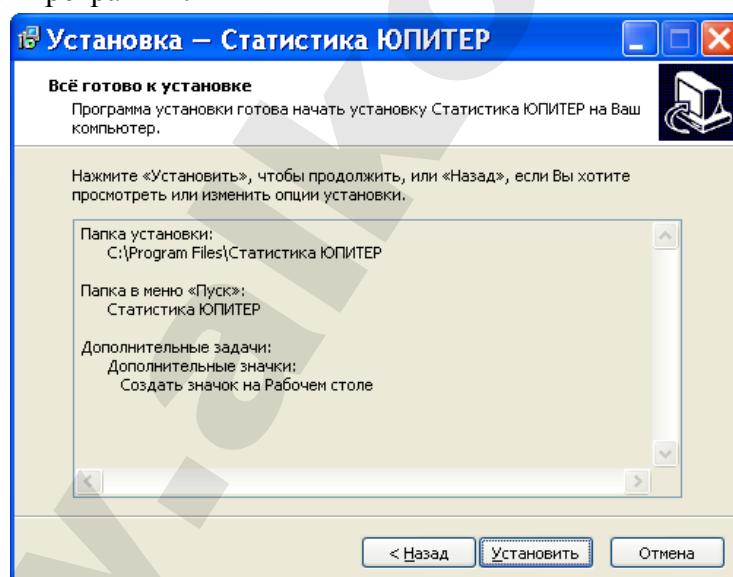 Установка — Статистика ЮПИТЕР
Всё готово к установке
Программа установки готова начать установку Статистика ЮПИТЕР на Ваш
компьютер.
Нажмите «Установить», чтобы продолжить, или «Назад», если Вы хотите
просмотреть или изменить опции установки.
Папка установки:
C:\Program Files\Статистика ЮПИТЕР
Папка в меню «Пуск»:
Статистика ЮПИТЕР
Дополнительные задачи:
Дополнительные значки:
Создать значок на Рабочем столе
< Назад
Установить
Отмена